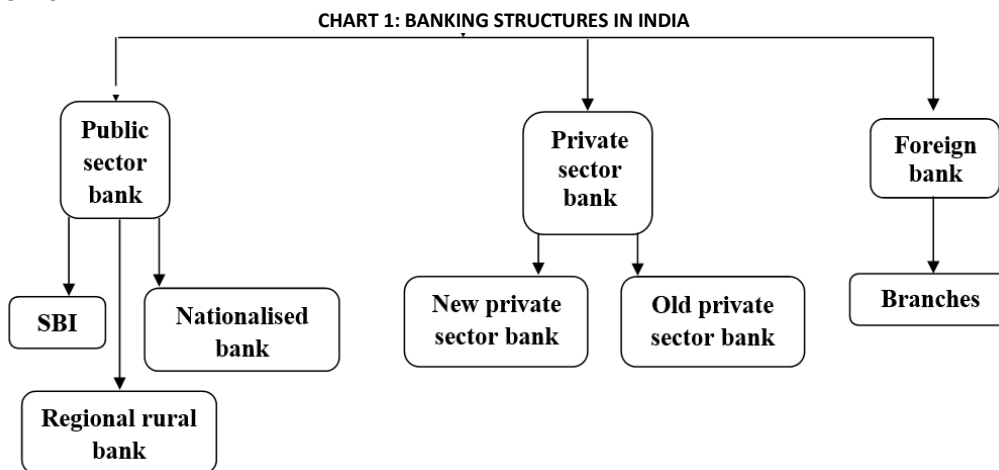 CHART 1: BANKING STRUCTURES IN INDIA
Public
sector
bank
Private
sector
bank
Foreign
bank
SBI
Nationalised
bank
New private
sector bank
Old private
sector bank
Branches
Regional rural
bank